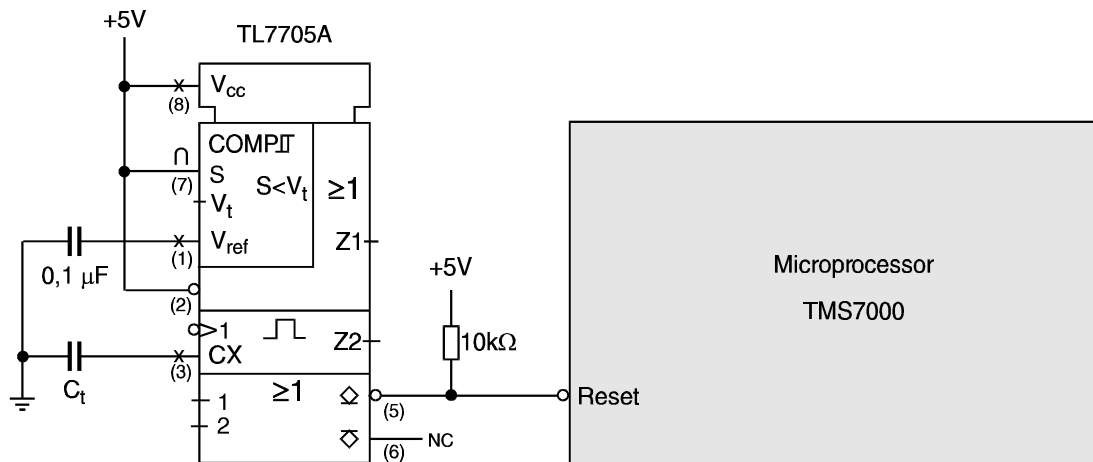 +5V
TL7705A
Vcc
(8)
COMP
S
(7)
S<Vt
≥1
Vt
Vref
(1)
Z1
0,1 µF
(2)
1
Z2
CX
(3)
Ct
≥1
1
2
(5)
(6)
NC
+5V
10kΩ
Reset
Microprocessor
TMS7000